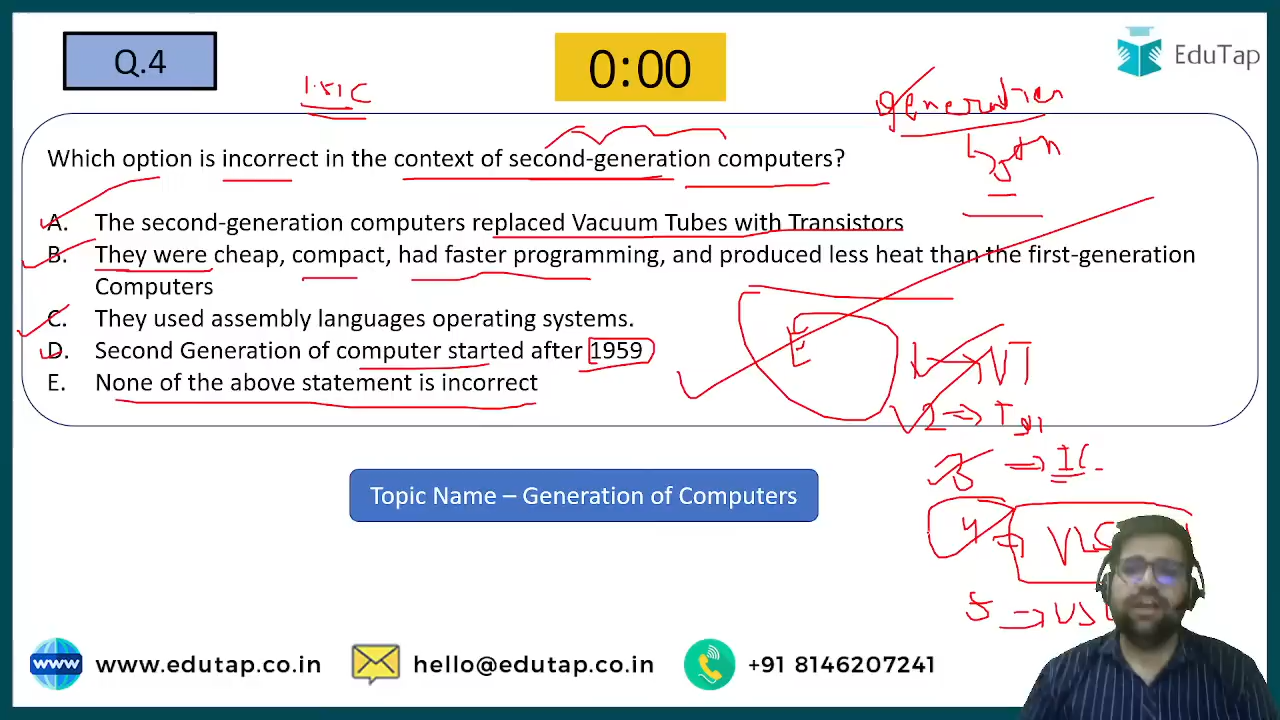 Q.4
0:00
EduTap
generation
Which option is incorrect in the context of second-generation computers?
A. The second-generation computers replaced Vacuum Tubes with Transistors
B. They were cheap, compact, had faster programming, and produced less heat than the first-generation
Computers
C. They used assembly languages operating systems.
D. Second Generation of computer started after 1959
E. None of the above statement is incorrect
E
1 → VT
2 ⇒
3 ⇒ IC
4 ⇒
5 ⇒
Topic Name – Generation of Computers
www www.edutap.co.in
hello@edutap.co.in
+91 8146207241